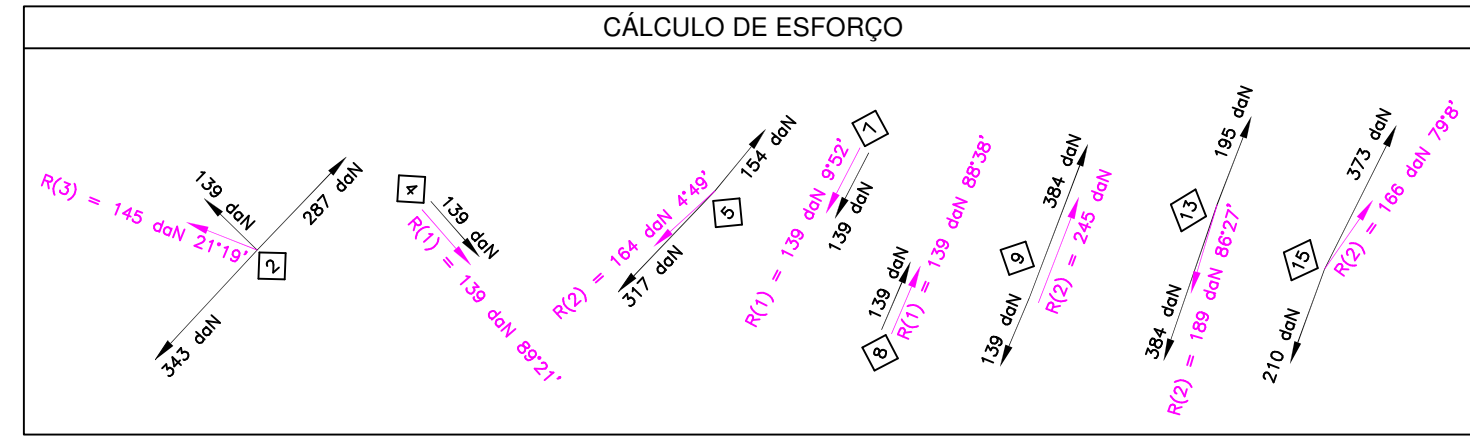 CÁLCULO DE ESFORÇO
R(3) = 145 daN 21°19'
139 daN
287 daN
2
343 daN
4
139 daN
R(1) = 139 daN 89°21'
154 daN
5
R(2) = 164 daN 4°49'
317 daN
7
R(1) = 139 daN 9°52'
139 daN
139 daN
8
R(1) = 139 daN 88°38'
384 daN
9
R(2) = 245 daN
139 daN
195 daN
13
384 daN
R(2) = 189 daN 86°27'
373 daN
15
R(2) = 166 daN 79°8'
210 daN